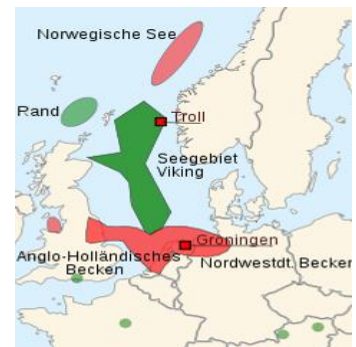 Norwegische See
Rand
Troll
Seegebiet
Viking
Groningen
Anglo-Holländisches
Becken
Nordwestdt. Becken